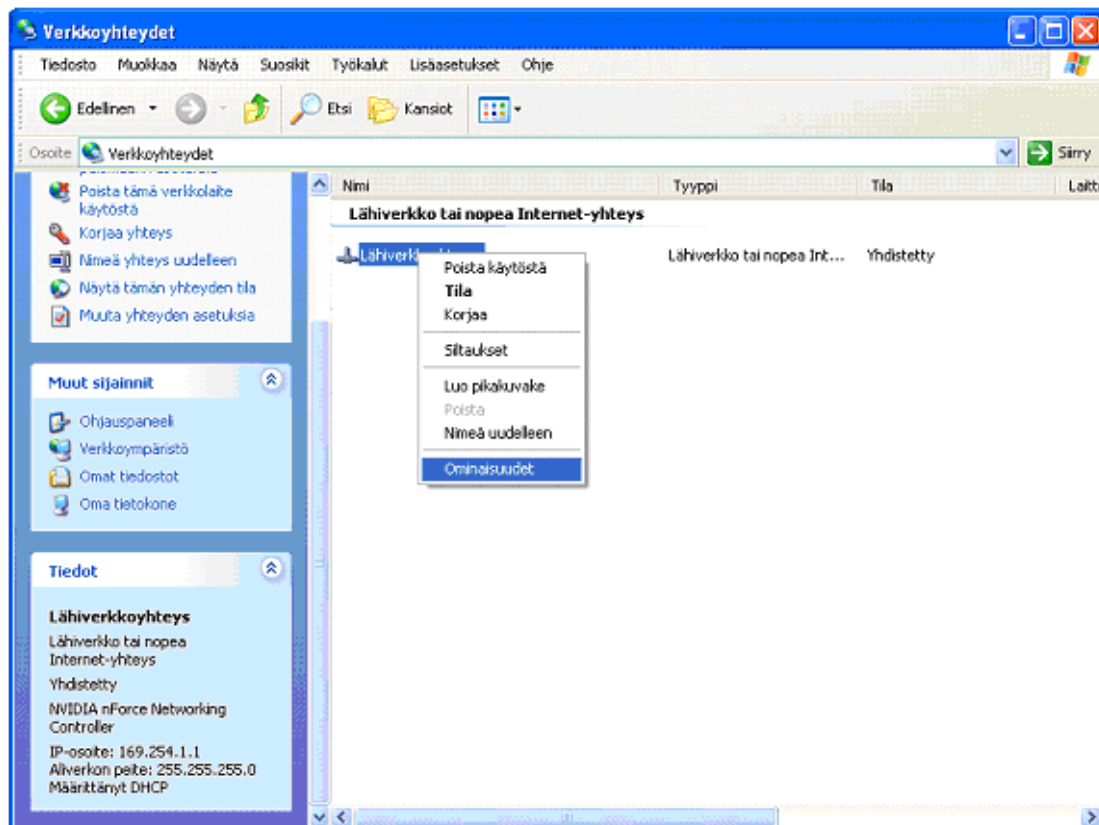 Verkkoyhteydet
Tiedosto Muokkaa Näytä Suosikit Työkalut Lisäasetukset Ohje
Edellinen Etsi Kansiot
Osoite Verkkoyhteydet Siirry
Poista tämä verkkolaite
käytöstä
Korjaa yhteys
Nimeä yhteys uudelleen
Näytä tämän yhteyden tila
Muuta yhteyden asetuksia
Muut sijainnit
Ohjauspaneeli
Verkkoympäristö
Omat tiedostot
Oma tietokone
Tiedot
Lähiverkkoyhteys
Lähiverkko tai nopea
Internet-yhteys
Yhdistetty
NVIDIA nForce Networking
Controller
IP-osoite: 169.254.1.1
Aliverkon peite: 255.255.255.0
Määrittänyt DHCP
Nimi Tyyppi Tila
Lähiverkko tai nopea Internet-yhteys
Lähiverkko tai nopea Int... Yhdistetty
Poista käytöstä
Tila
Korjaa
Siltaukset
Luo pikakuvake
Poista
Nimeä uudelleen
Ominaisuudet